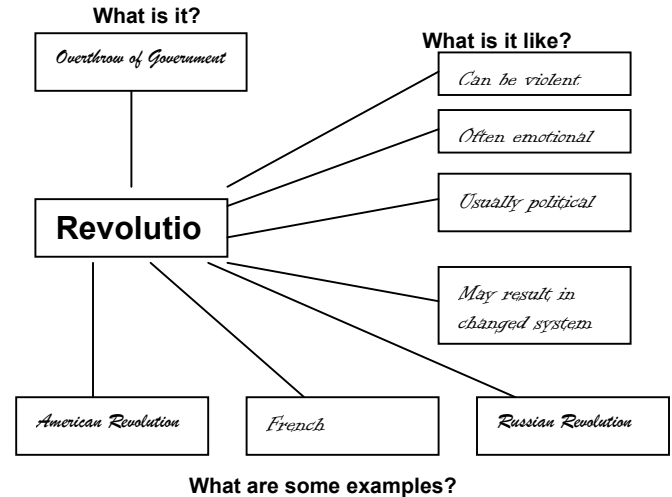 What is it?
Overthrow of Government
What is it like?
Can be violent
Often emotional
Usually political
Revolutio
May result in
changed system
American Revolution
French
Russian Revolution
What are some examples?